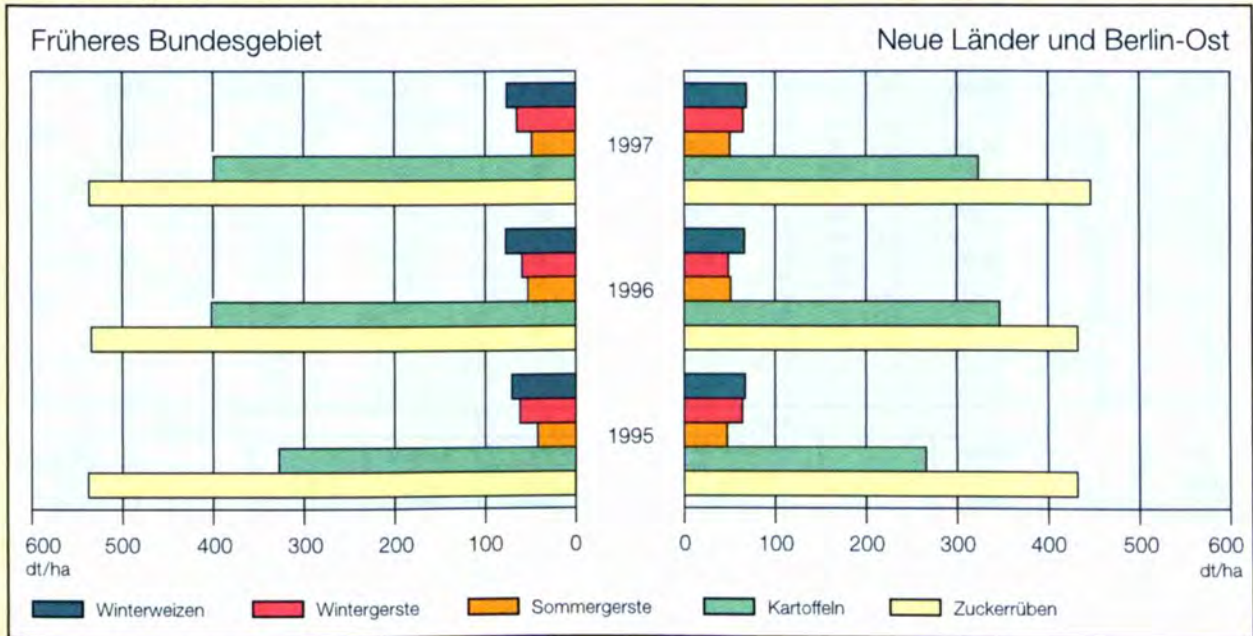 Früheres Bundesgebiet
Neue Länder und Berlin-Ost
1997
1996
1995
600 500 400 300 200 100 0
0 100 200 300 400 500 600
dt/ha
dt/ha
Winterweizen Wintergerste Sommergerste Kartoffeln Zuckerrüben